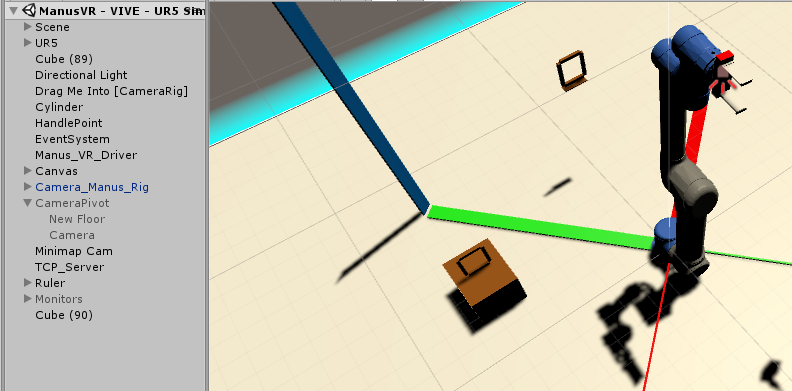 ManusVR - VIVE - UR5 Sim
Scene
UR5
Cube (89)
Directional Light
Drag Me Into [CameraRig]
Cylinder
HandlePoint
EventSystem
Manus_VR_Driver
Canvas
Camera_Manus_Rig
CameraPivot
New Floor
Camera
Minimap Cam
TCP_Server
Ruler
Monitors
Cube (90)